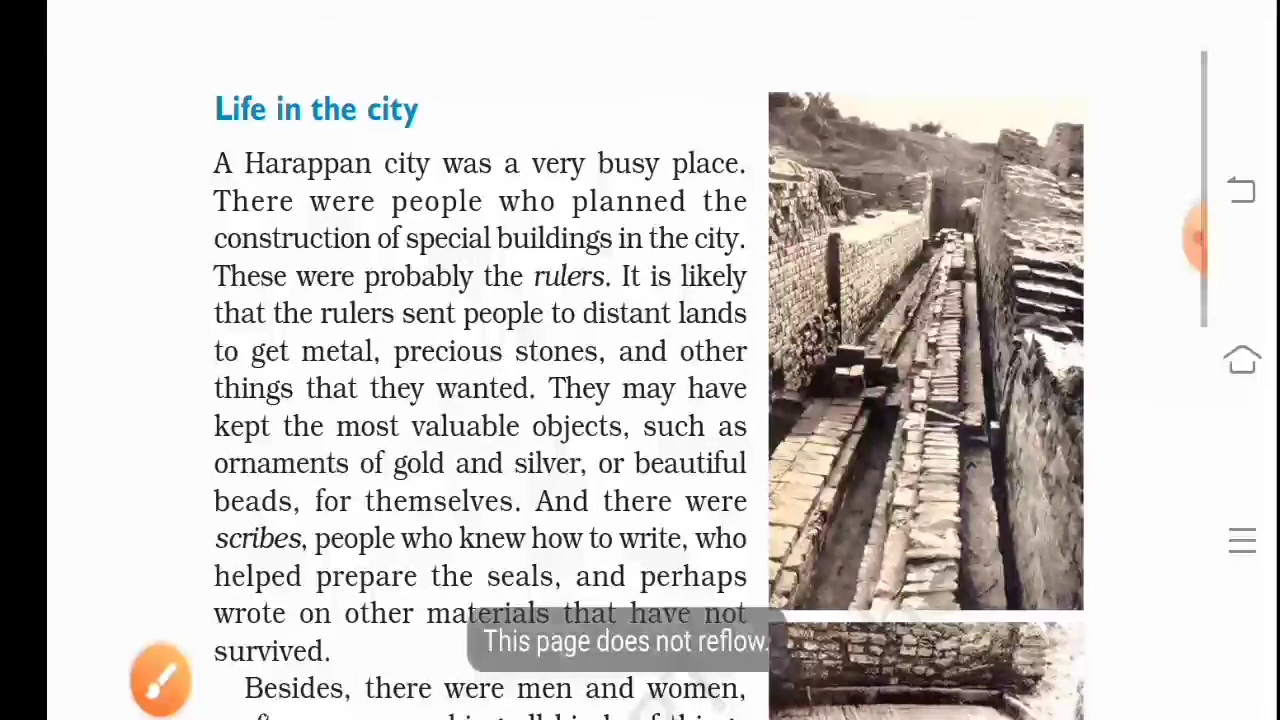 Life in the city
A Harappan city was a very busy place.
There were people who planned the
construction of special buildings in the city.
These were probably the rulers. It is likely
that the rulers sent people to distant lands
to get metal, precious stones, and other
things that they wanted. They may have
kept the most valuable objects, such as
ornaments of gold and silver, or beautiful
beads, for themselves. And there were
scribes, people who knew how to write, who
helped prepare the seals, and perhaps
wrote on other materials that have not
survived.
This page does not reflow.
Besides, there were men and women,